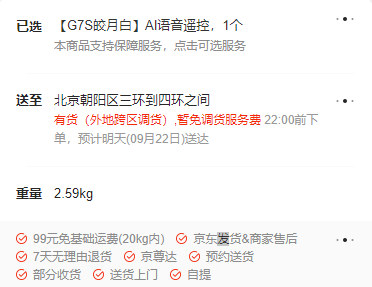 已选 【G7S皎月白】AI语音遥控，1个
本商品支持保障服务，点击可选服务
送至 北京朝阳区三环到四环之间
有货（外地跨区调货）,暂免调货服务费 22:00前下
单，预计明天(09月22日)送达
重量 2.59kg
99元免基础运费(20kg内) 京东发货&商家售后
7天无理由退货 京尊达 预约送货
部分收货 送货上门 自提